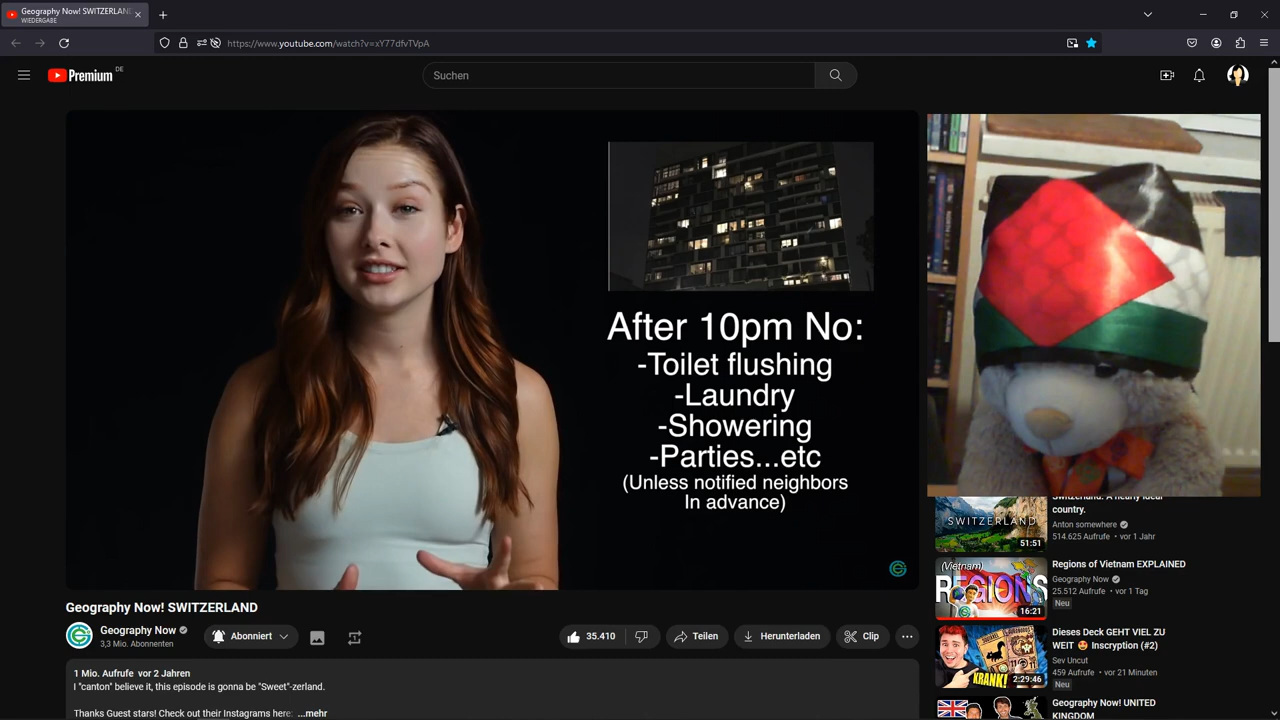 Geography Now! SWITZERLAN
WIEDERGABE
https://www.youtube.com/watch?v=xY77dfvTVpA
Premium DE
Suchen
After 10pm No:
-Toilet flushing
-Laundry
-Showering
-Parties...etc
(Unless notified neighbors
In advance)
Geography Now! SWITZERLAND
Geography Now
3,3 Mio. Abonnenten
Abonniert
35.410
Teilen
Herunterladen
Clip
1 Mio. Aufrufe vor 2 Jahren
I "canton" believe it, this episode is gonna be "Sweet"-zerland.
Thanks Guest stars! Check out their Instagrams here: ...mehr
SWITZERLAND
51:51
Switzerland. A nearly ideal
country.
Anton somewhere
514.625 Aufrufe • vor 1 Jahr
(Vietnam)
REGIONS
16:21
Regions of Vietnam EXPLAINED
Geography Now
25.512 Aufrufe • vor 1 Tag
Neu
KRANK!
2:29:46
Dieses Deck GEHT VIEL ZU
WEIT 🤩 Inscryption (#2)
Sev Uncut
459 Aufrufe • vor 21 Minuten
Neu
Geography Now! UNITED
KINGDOM